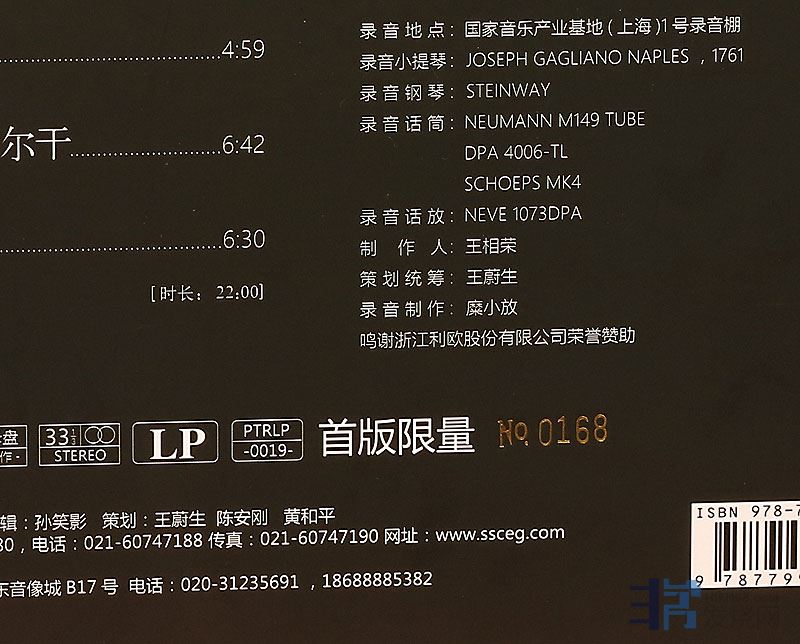 4:59
尔干 6:42
6:30
[时长：22:00]
录音地点：国家音乐产业基地(上海)1号录音棚
录音小提琴：JOSEPH GAGLIANO NAPLES，1761
录音钢琴：STEINWAY
录音话筒：NEUMANN M149 TUBE
DPA 4006-TL
SCHOEPS MK4
录音话放：NEVE 1073DPA
制作人：王相荣
策划统筹：王蔚生
录音制作：糜小放
鸣谢浙江利欧股份有限公司荣誉赞助
盘
作·
33⅓
STEREO
LP
PTRLP
-0019-
首版限量 No.0168
辑：孙笑影 策划：王蔚生 陈安刚 黄和平
80，电话：021-60747188 传真：021-60747190 网址：www.ssceg.com
东音像城B17号 电话：020-31235691，18688885382
ISBN 978-7
9 78779